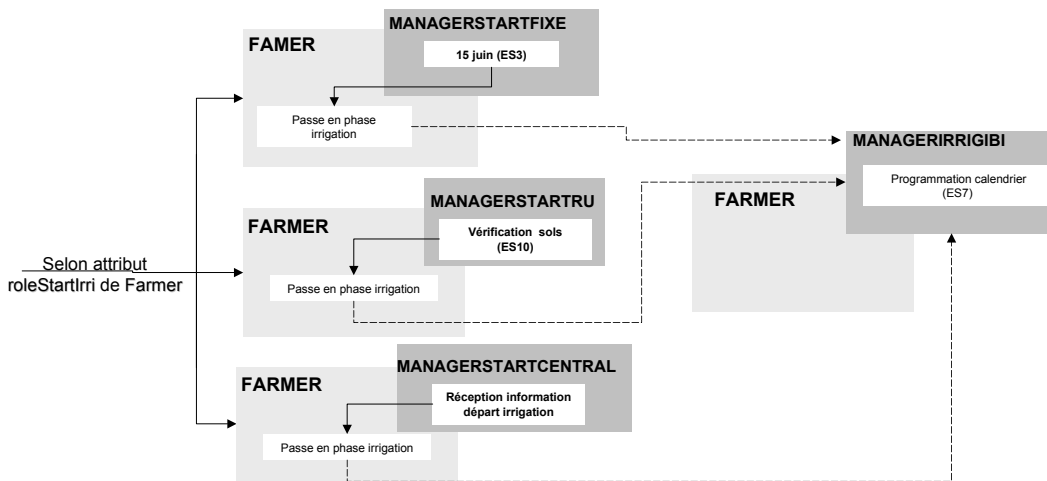 MANAGERSTARTFIXE
FAMER
15 juin (ES3)
Passe en phase
irrigation
MANAGERIRRIGIBI
Programmation calendrier
(ES7)
FARMER
MANAGERSTARTRU
FARMER
Vérification sols
(ES10)
Passe en phase irrigation
Selon attribut
roleStartIrri de Farmer
MANAGERSTARTCENTRAL
FARMER
Réception information
départ irrigation
Passe en phase irrigation